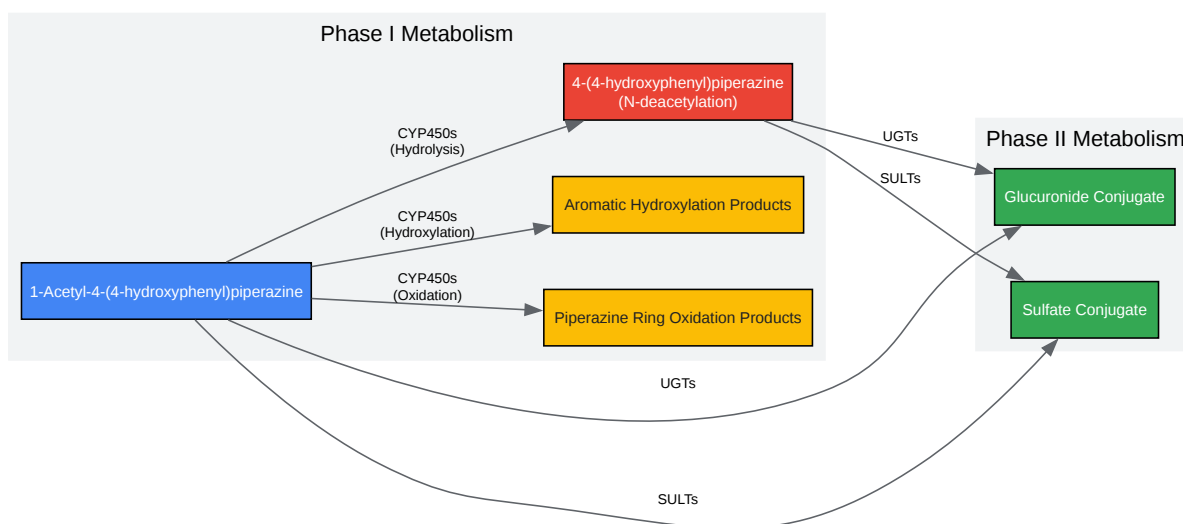 Phase I Metabolism
4-(4-hydroxyphenyl)piperazine
(N-deacetylation)
CYP450s
(Hydrolysis)
UGTs
Phase II Metabolism
SULTs
Glucuronide Conjugate
Aromatic Hydroxylation Products
CYP450s
(Hydroxylation)
CYP450s
(Oxidation)
1-Acetyl-4-(4-hydroxyphenyl)piperazine
Piperazine Ring Oxidation Products
Sulfate Conjugate
UGTs
SULTs